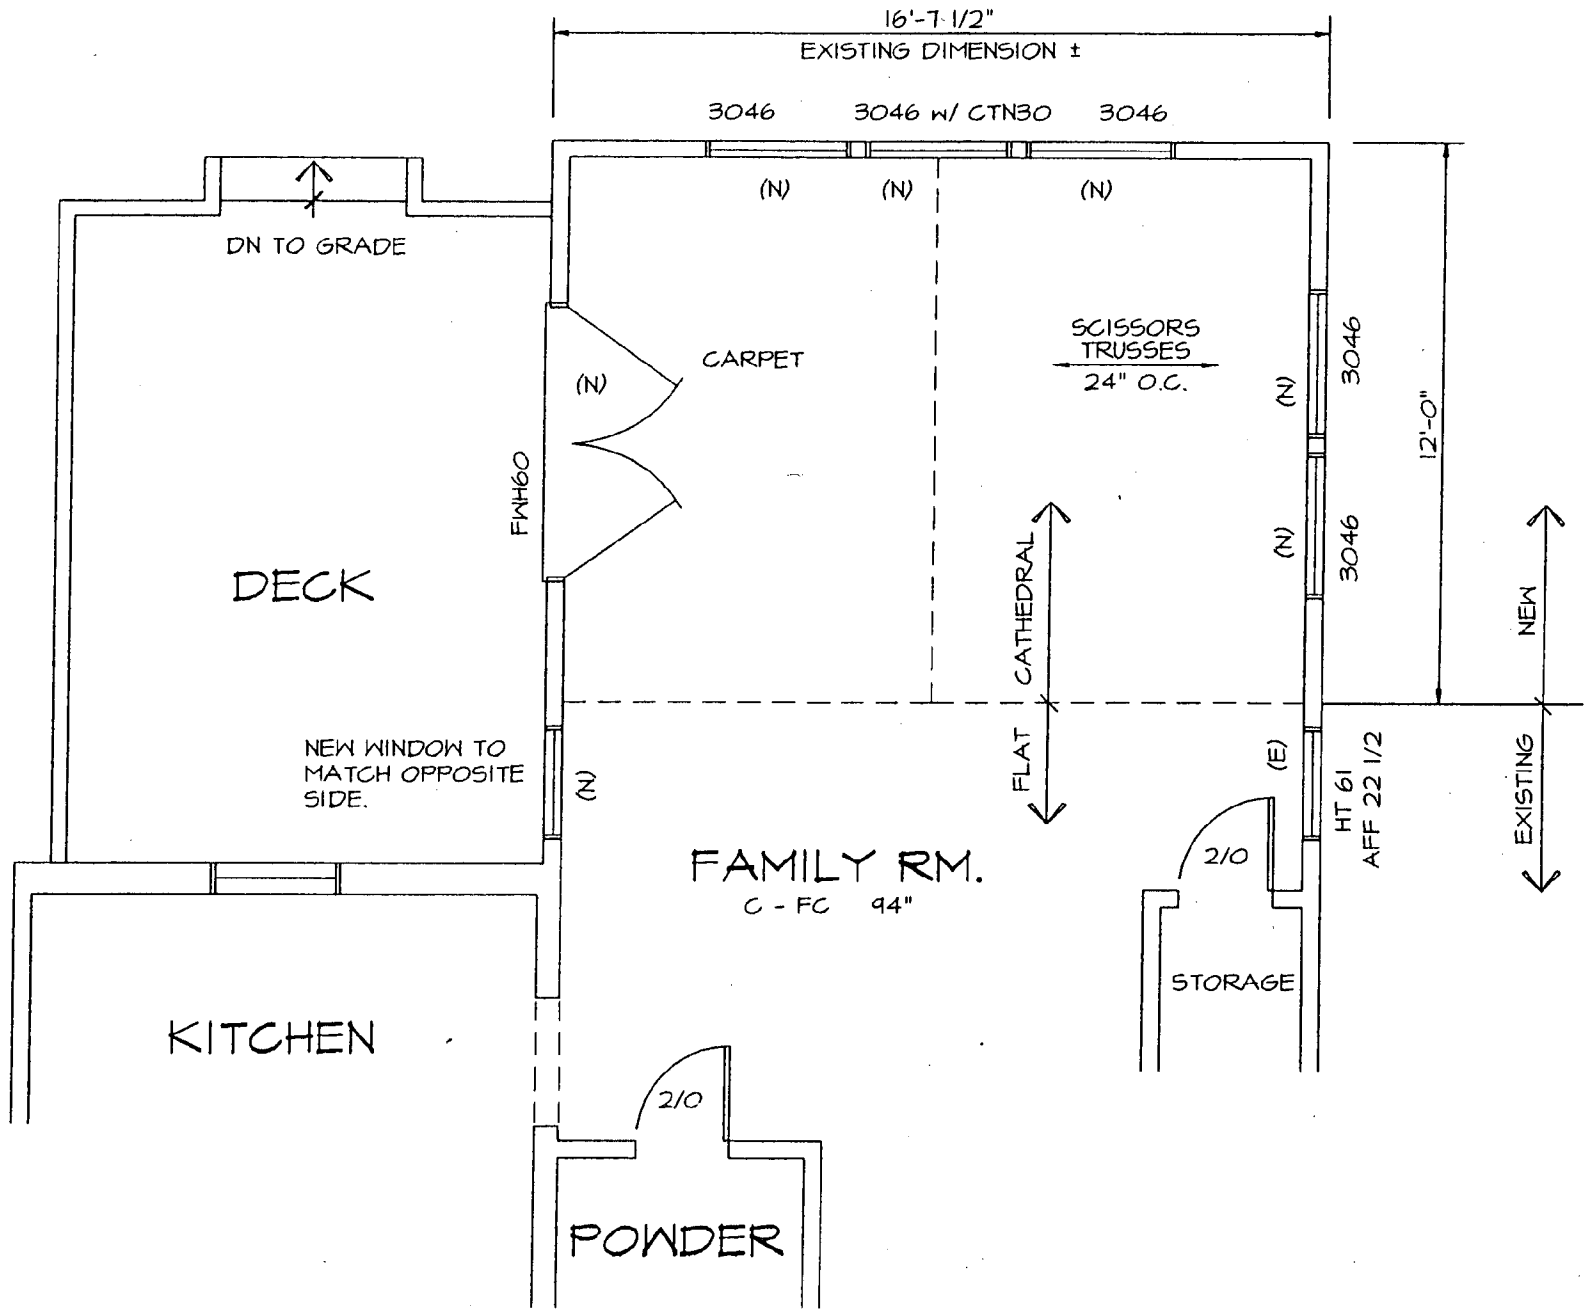 16'-7 1/2"
EXISTING DIMENSION ±
3046
3046 w/ CTN30
3046
(N)
(N)
(N)
DN TO GRADE
SCISSORS
TRUSSES
24" O.C.
3046
(N)
CARPET
(N)
12'-0"
FWH60
(N)
3046
DECK
CATHEDRAL
NEW
NEW WINDOW TO
MATCH OPPOSITE
SIDE.
(N)
FLAT
(E)
HT 61
AFF 22 1/2
EXISTING
FAMILY RM.
C - FC 94"
2/0
STORAGE
KITCHEN
2/0
POWDER